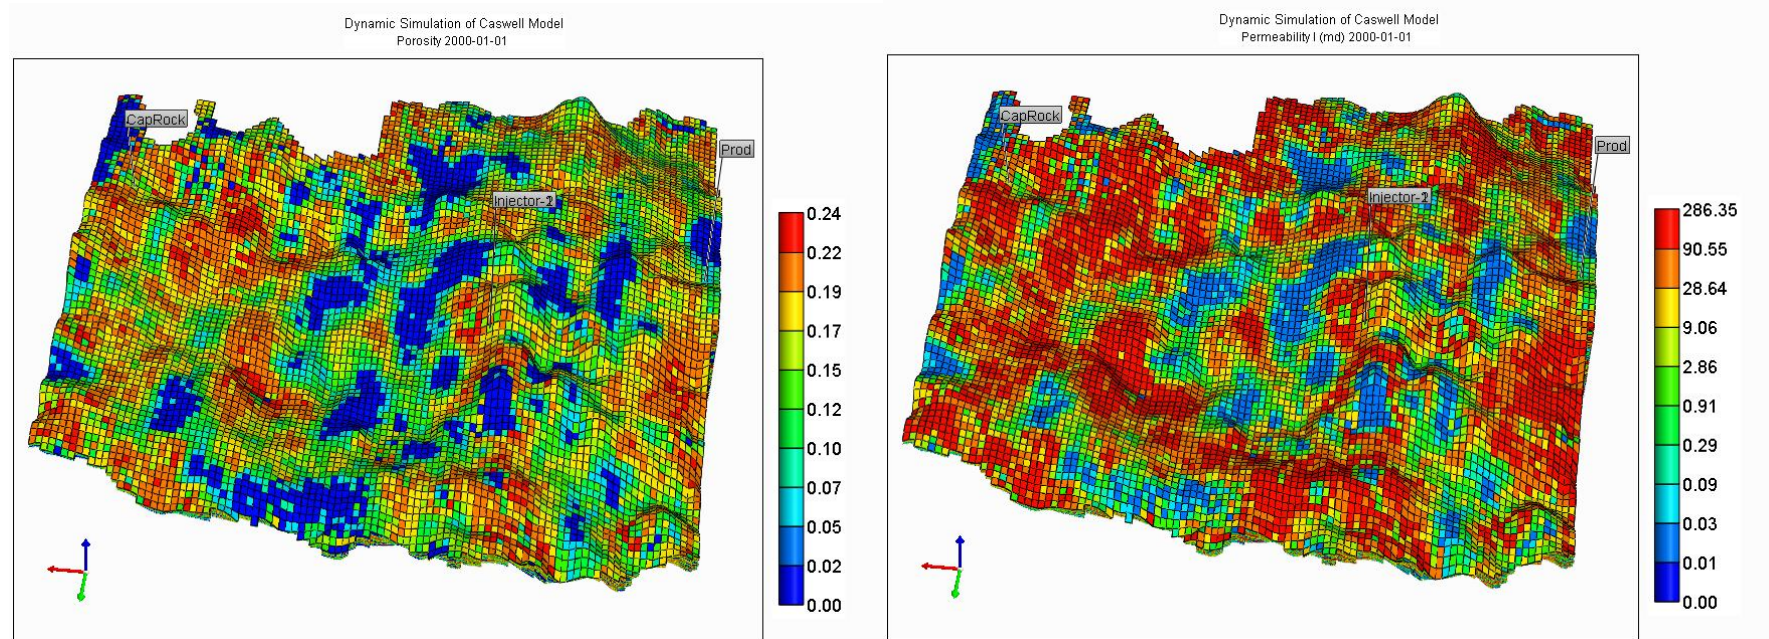 Dynamic Simulation of Caswell Model
Porosity 2000-01-01
CapRock
Prod
Injector-
0.24
0.22
0.19
0.17
0.15
0.12
0.10
0.07
0.05
0.02
0.00
Dynamic Simulation of Caswell Model
Permeability I (md) 2000-01-01
CapRock
Prod
Injector-
286.35
90.55
28.64
9.06
2.86
0.91
0.29
0.09
0.03
0.01
0.00